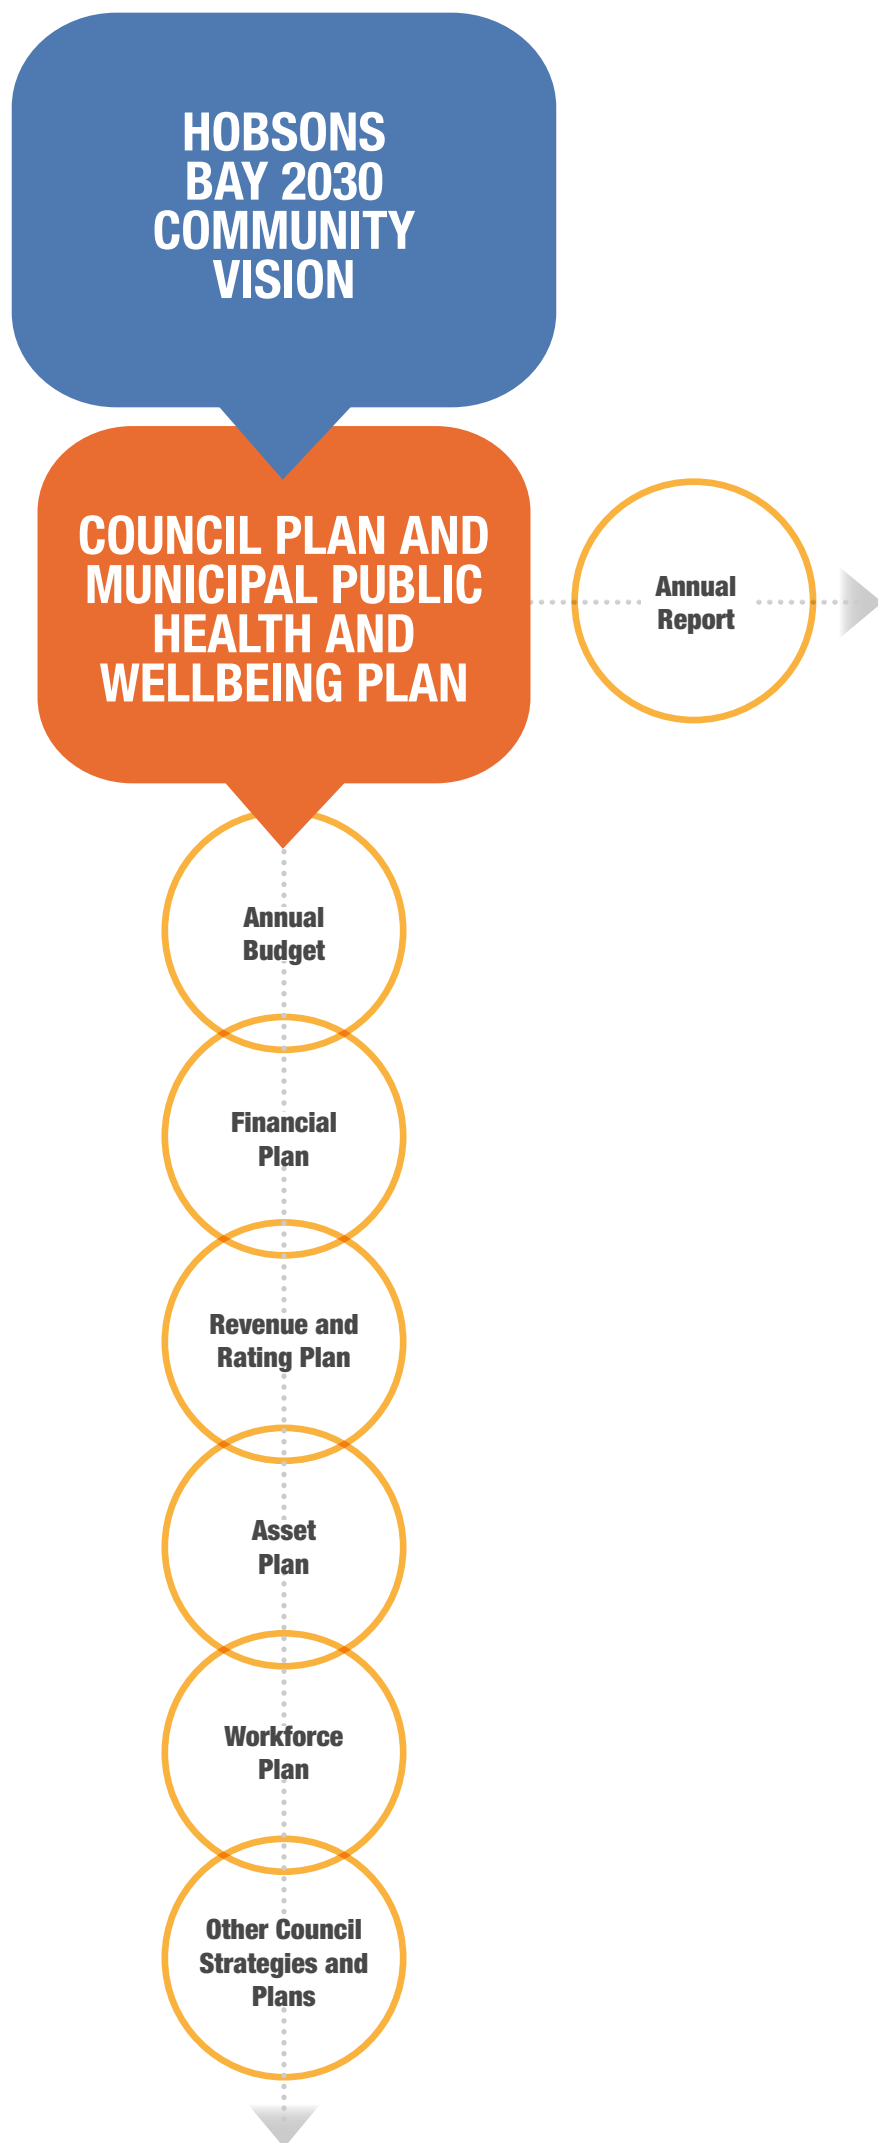 HOBSONS
BAY 2030
COMMUNITY
VISION
COUNCIL PLAN AND
MUNICIPAL PUBLIC
HEALTH AND
WELLBEING PLAN
Annual
Report
Annual
Budget
Financial
Plan
Revenue and
Rating Plan
Asset
Plan
Workforce
Plan
Other Council
Strategies and
Plans